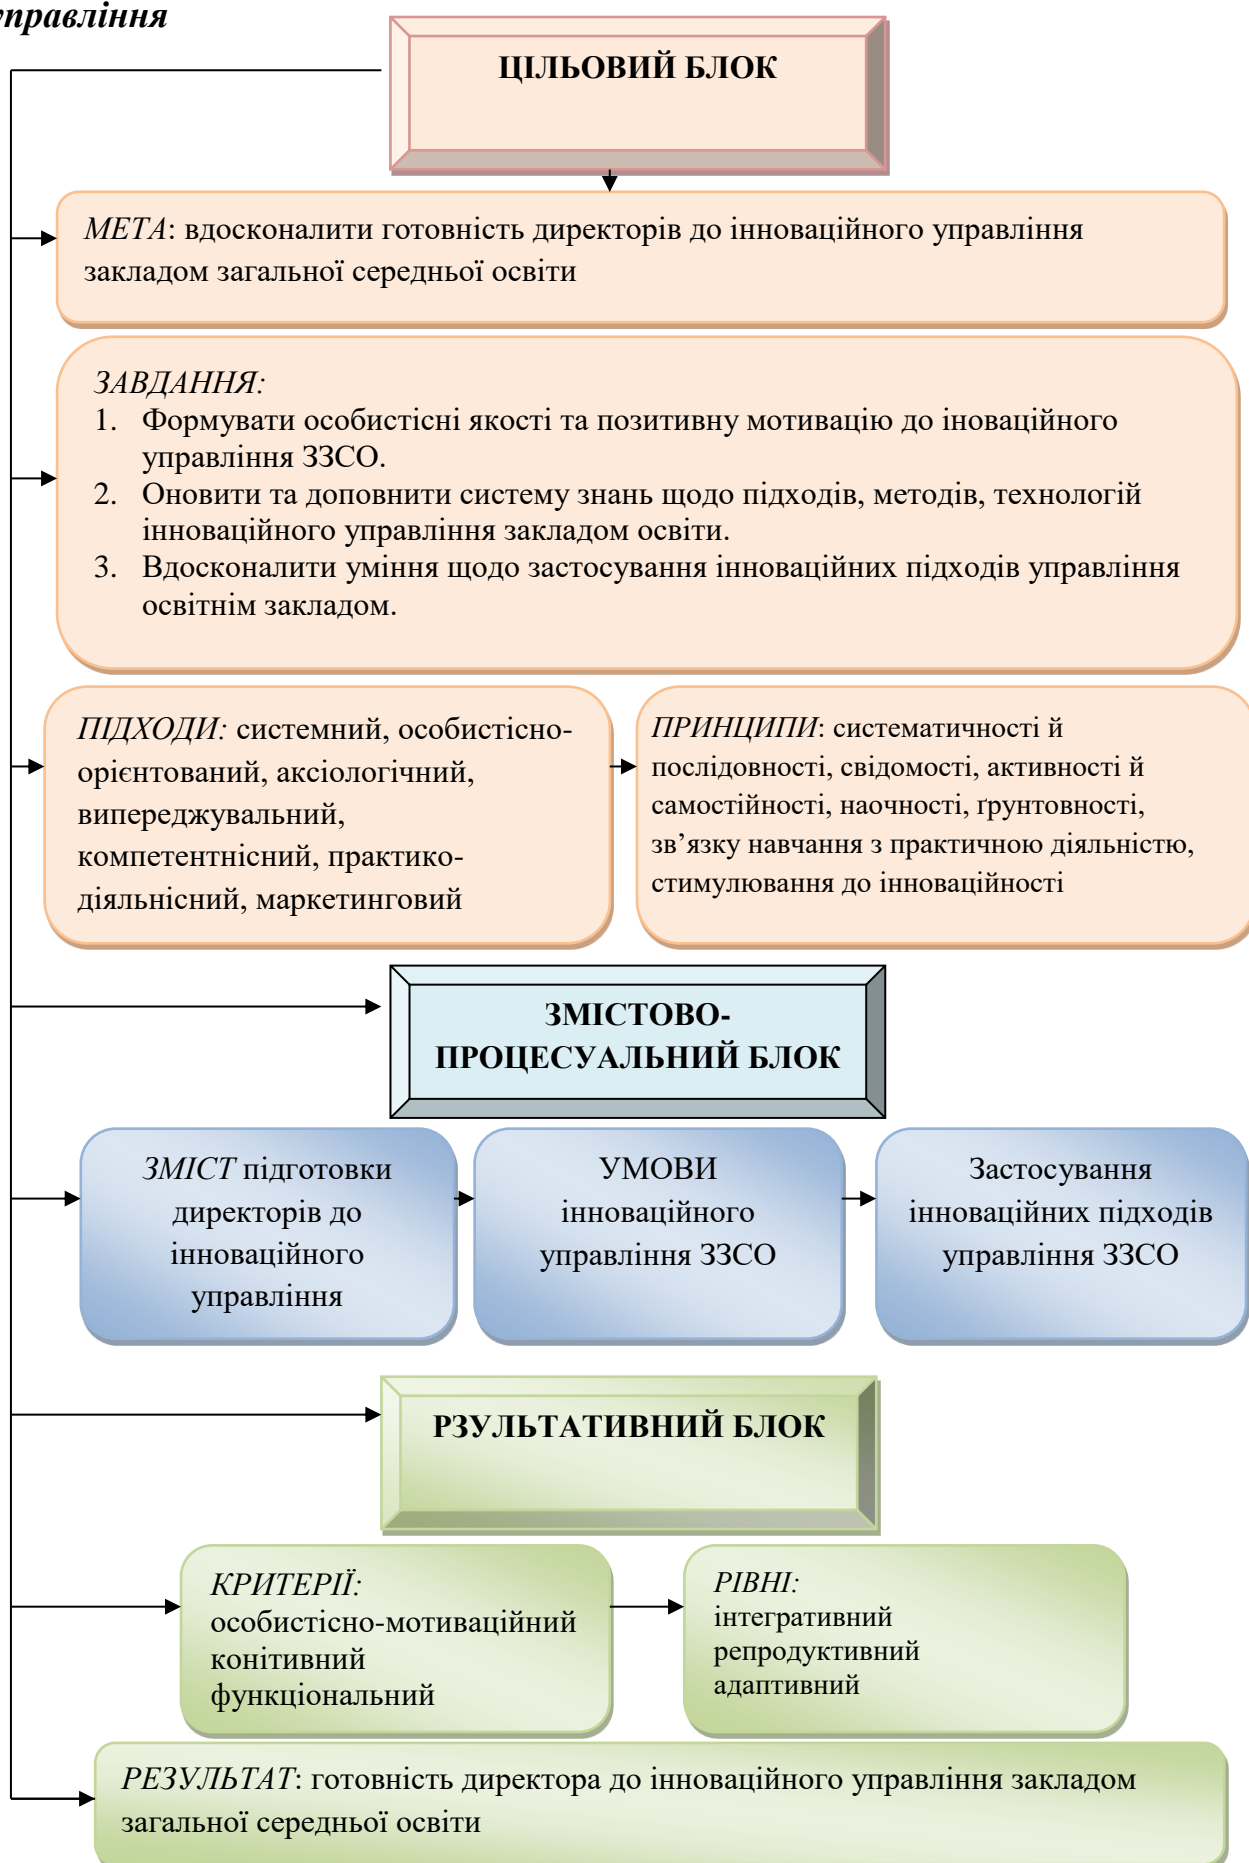 управління
ЦІЛЬОВИЙ БЛОК
МЕТА: вдосконалити готовність директорів до інноваційного управління
закладом загальної середньої освіти
ЗАВДАННЯ:
1. Формувати особистісні якості та позитивну мотивацію до іноваційного
управління ЗЗСО.
2. Оновити та доповнити систему знань щодо підходів, методів, технологій
інноваційного управління закладом освіти.
3. Вдосконалити уміння щодо застосування інноваційних підходів управління
освітнім закладом.
ПІДХОДИ: системний, особистісно-
орієнтований, аксіологічний,
випереджувальний,
компетентнісний, практико-
діяльнісний, маркетинговий
ПРИНЦИПИ: систематичності й
послідовності, свідомості, активності й
самостійності, наочності, ґрунтовності,
зв’язку навчання з практичною діяльністю,
стимулювання до інноваційності
ЗМІСТОВО-
ПРОЦЕСУАЛЬНИЙ БЛОК
ЗМІСТ підготовки
директорів до
інноваційного
управління
УМОВИ
інноваційного
управління ЗЗСО
Застосування
інноваційних підходів
управління ЗЗСО
РЗУЛЬТАТИВНИЙ БЛОК
КРИТЕРІЇ:
особистісно-мотиваційний
конітивний
функціональний
РІВНІ:
інтегративний
репродуктивний
адаптивний
РЕЗУЛЬТАТ: готовність директора до інноваційного управління закладом
загальної середньої освіти